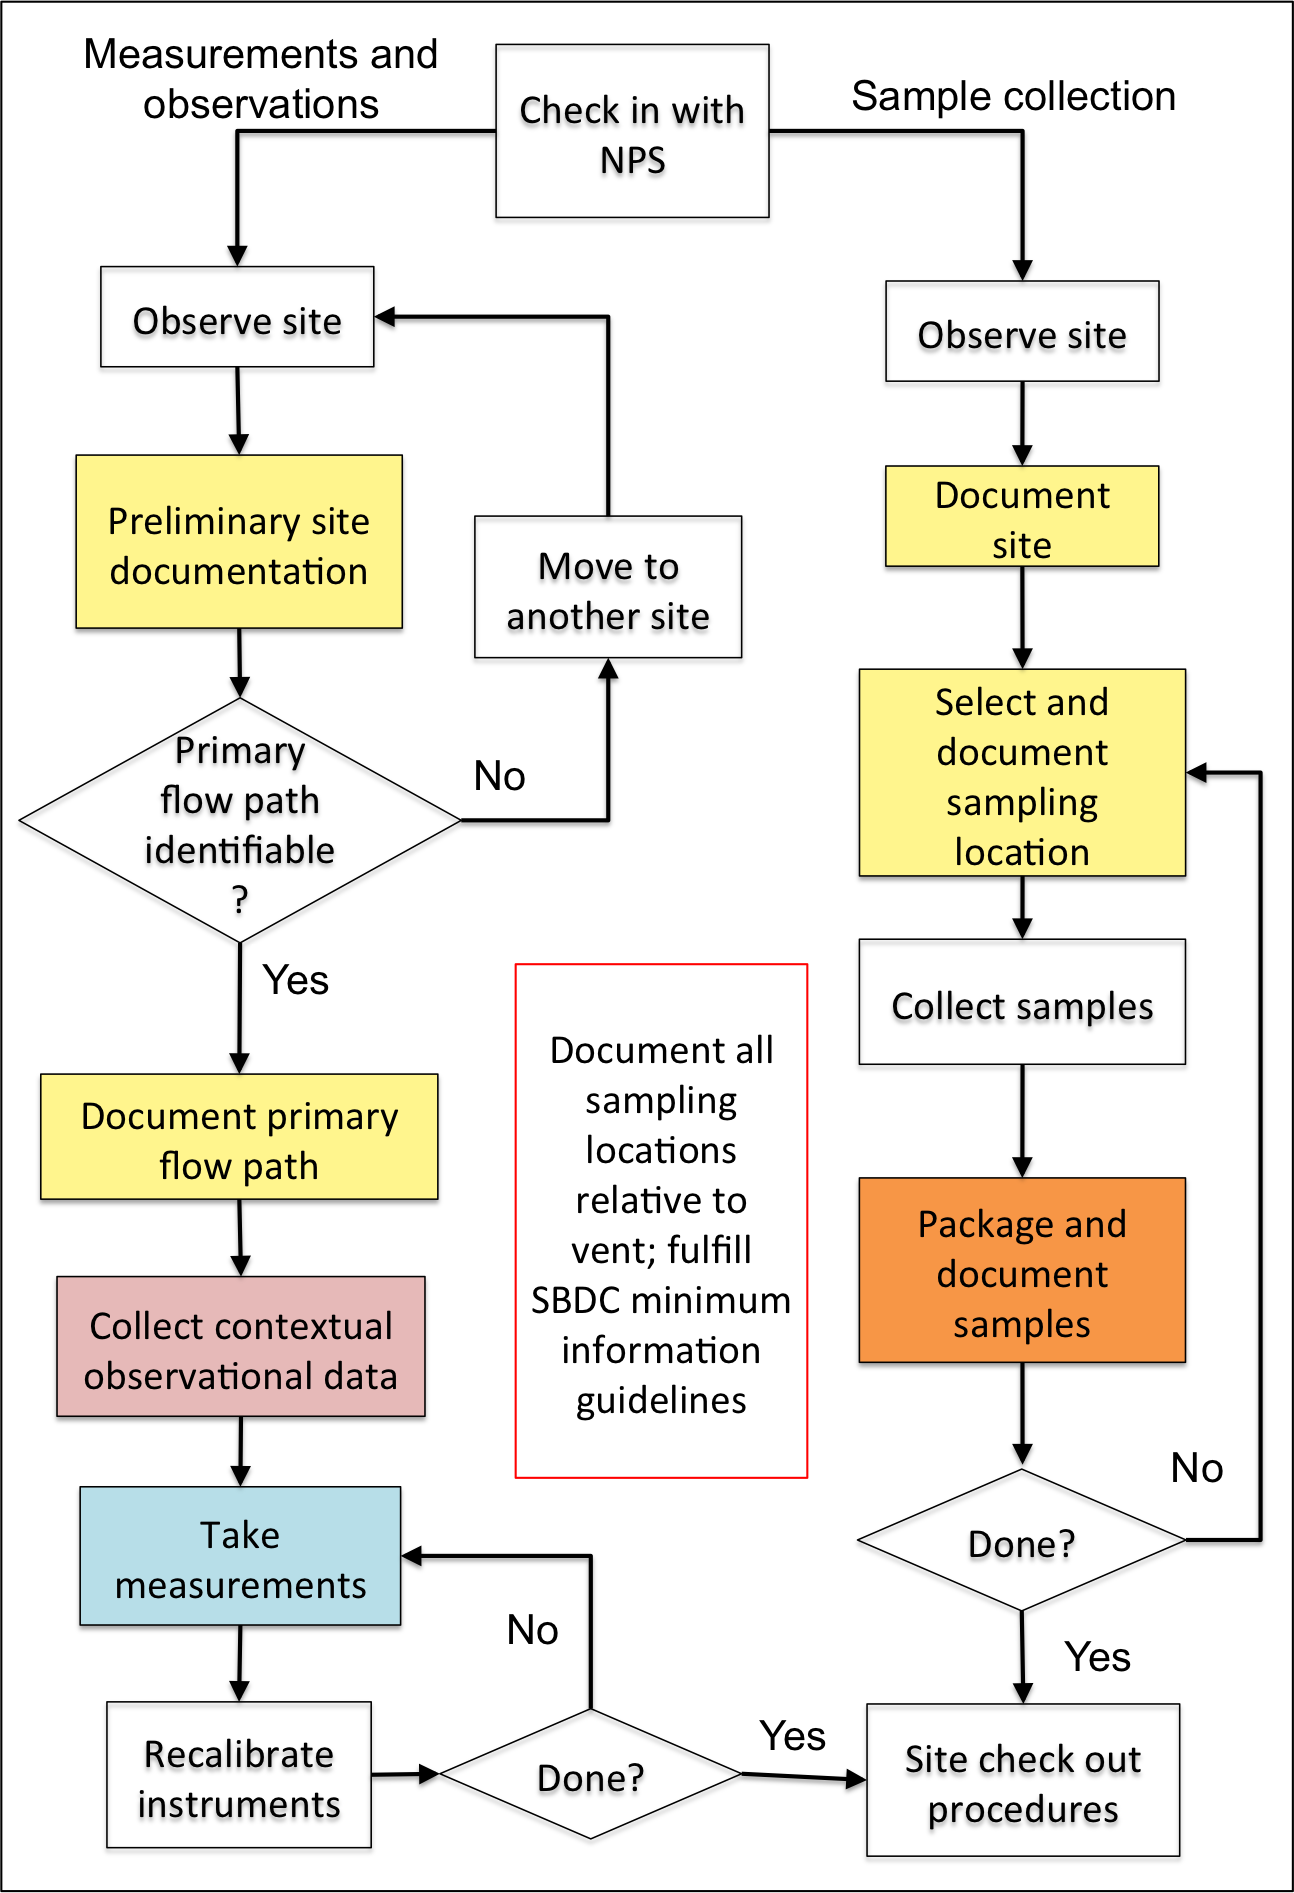 Measurements and
observations
Check in with
NPS
Sample collection
Observe site
Preliminary site
documentation
Move to
another site
Primary
flow path
identifiable
?
No
Yes
Document primary
flow path
Collect contextual
observational data
Take
measurements
No
Recalibrate
instruments
Done?
Yes
Document all
sampling
locations
relative to
vent; fulfill
SBDC minimum
information
guidelines
Observe site
Document
site
Select and
document
sampling
location
Collect samples
Package and
document
samples
No
Done?
Yes
Site check out
procedures